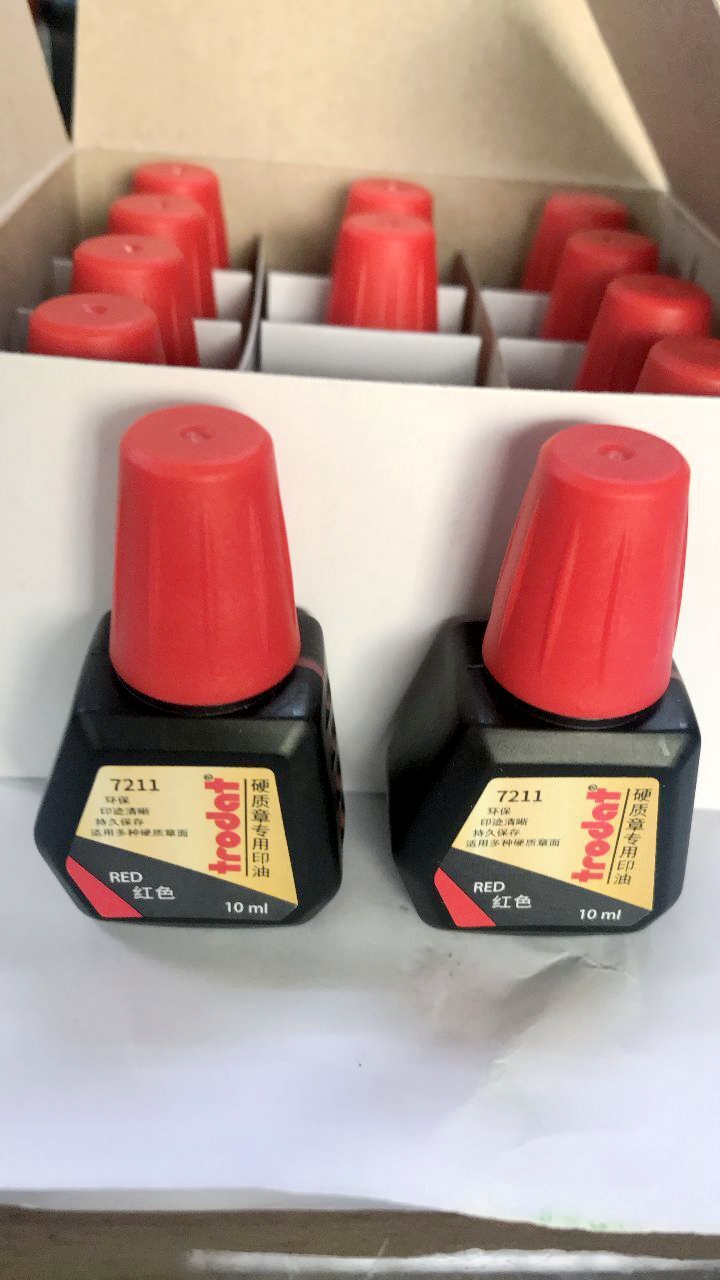 7211
环保
印迹清晰
持久保存
适用多种硬质章面
trodat®
硬质章专用印油
RED
红色
10 ml
7211
环保
印迹清晰
持久保存
适用多种硬质章面
trodat®
硬质章专用印油
RED
红色
10 ml